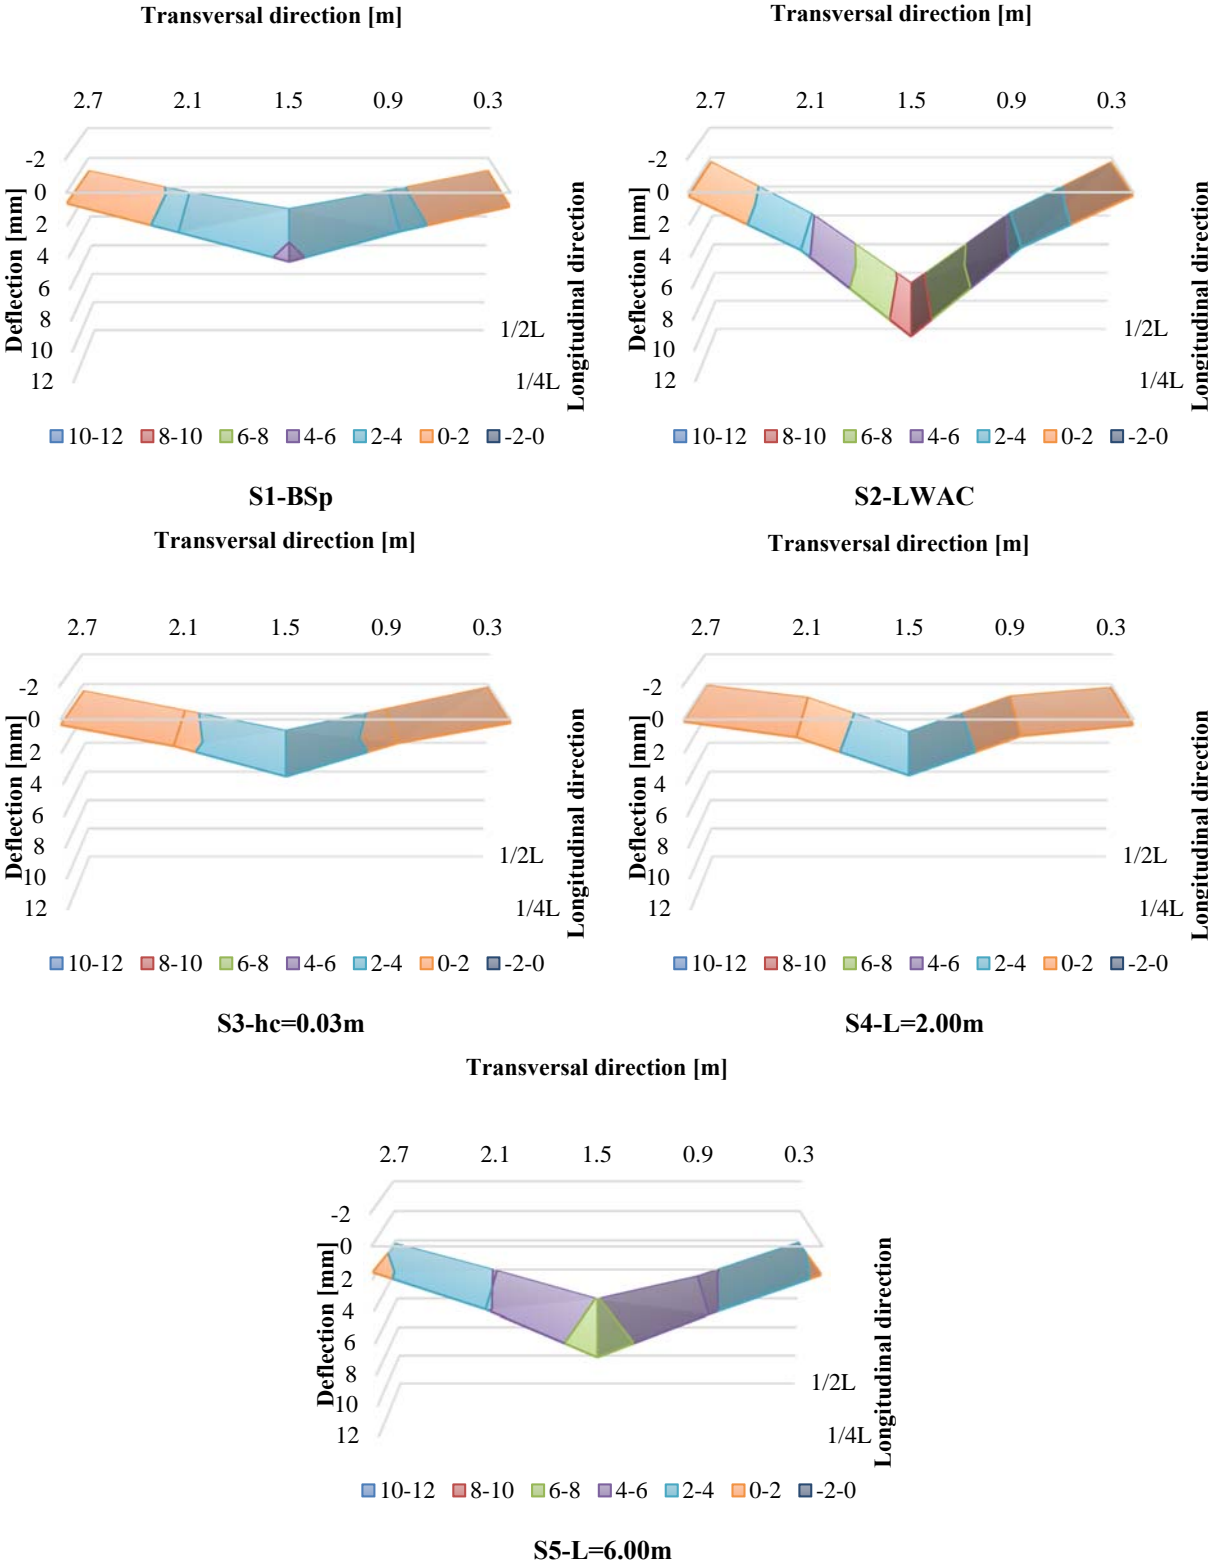 Transversal direction [m]
2.7 2.1 1.5 0.9 0.3
-2
0
2
4
6
8
10
12
Deflection [mm]
1/2L
1/4L
Longitudinal direction
10-12 8-10 6-8 4-6 2-4 0-2 -2-0
S1-BSp
Transversal direction [m]
2.7 2.1 1.5 0.9 0.3
-2
0
2
4
6
8
10
12
Deflection [mm]
1/2L
1/4L
Longitudinal direction
10-12 8-10 6-8 4-6 2-4 0-2 -2-0
S2-LWAC
Transversal direction [m]
2.7 2.1 1.5 0.9 0.3
-2
0
2
4
6
8
10
12
Deflection [mm]
1/2L
1/4L
Longitudinal direction
10-12 8-10 6-8 4-6 2-4 0-2 -2-0
S3-hc=0.03m
Transversal direction [m]
2.7 2.1 1.5 0.9 0.3
-2
0
2
4
6
8
10
12
Deflection [mm]
1/2L
1/4L
Longitudinal direction
10-12 8-10 6-8 4-6 2-4 0-2 -2-0
S4-L=2.00m
Transversal direction [m]
2.7 2.1 1.5 0.9 0.3
-2
0
2
4
6
8
10
12
Deflection [mm]
1/2L
1/4L
Longitudinal direction
10-12 8-10 6-8 4-6 2-4 0-2 -2-0
S5-L=6.00m